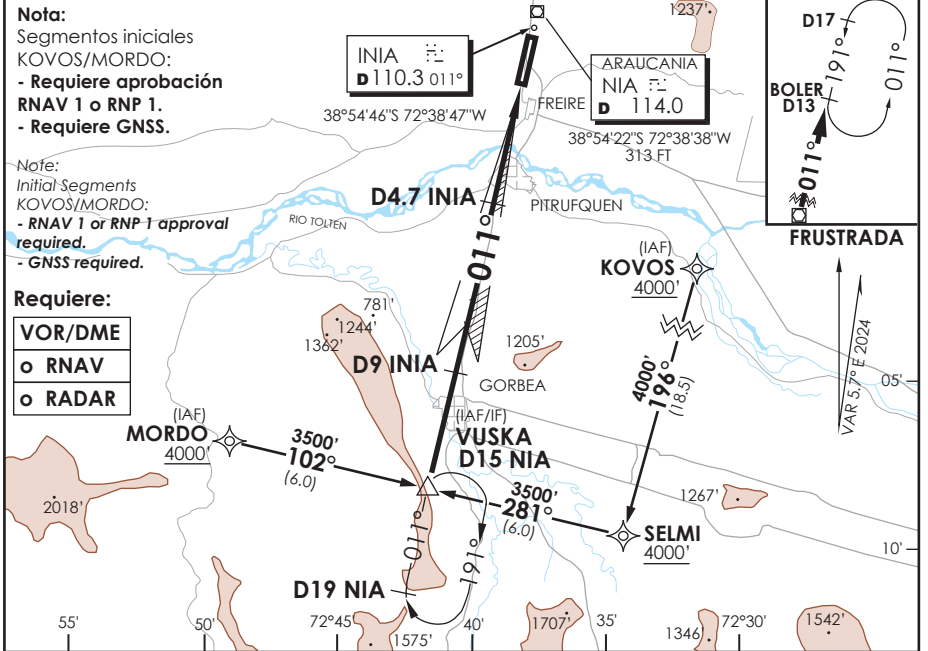 Nota:
Segmentos iniciales
KOVOS/MORDO:
- Requiere aprobación
RNAV 1 o RNP 1.
- Requiere GNSS.
Note:
Initial Segments
KOVOS/MORDO:
- RNAV 1 or RNP 1 approval
required.
- GNSS required.
Requiere:
VOR/DME
o RNAV
o RADAR
INIA
D 110.3 011°
38°54'46"S 72°38'47"W
ARAUCANIA
NIA
D 114.0
38°54'22"S 72°38'38"W
313 FT
1237'
FREIRE
D17
191°
011°
BOLER
D13
011°
FRUSTRADA
D4.7 INIA
PITRUFQUEN
RIO TOLTEN
011°
(IAF)
KOVOS
4000'
781'
1244'
1362'
1205'
D9 INIA
GORBEA
4000'
196°
(18.5)
VAR 5.7° E 2024
05'
(IAF)
MORDO
4000'
3500'
102°
(6.0)
(IAF/IF)
VUSKA
D15 NIA
3500'
281°
(6.0)
1267'
SELMI
4000'
2018'
011°
191°
10'
D19 NIA
55'
50'
72°45'
1575'
40'
1707'
35'
1346'
72°30'
1542'